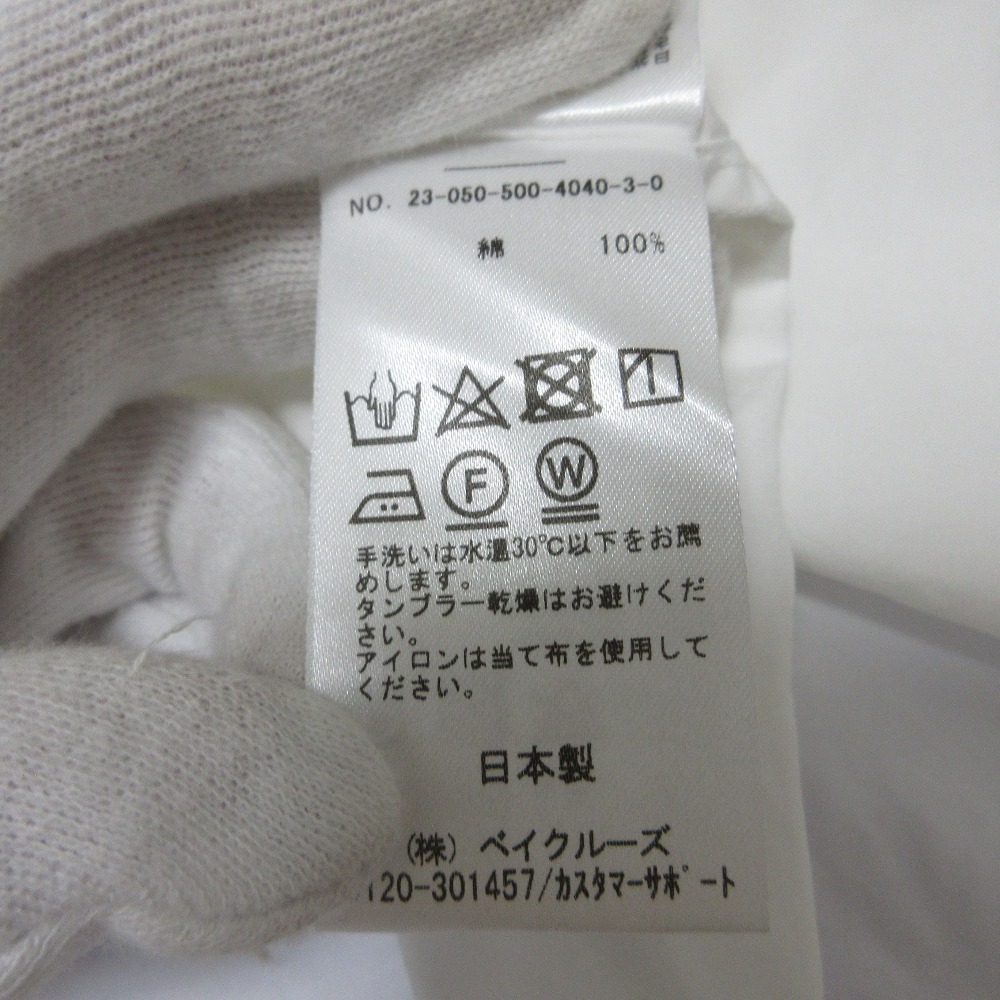 NO. 23-050-500-4040-3-0
綿 100%
F W
手洗いは水温30℃以下をお薦
めします。
タンブラー乾燥はお避けくだ
さい。
アイロンは当て布を使用して
ください。
日本製
(株) ベイクルーズ
120-301457/カスタマーサポート